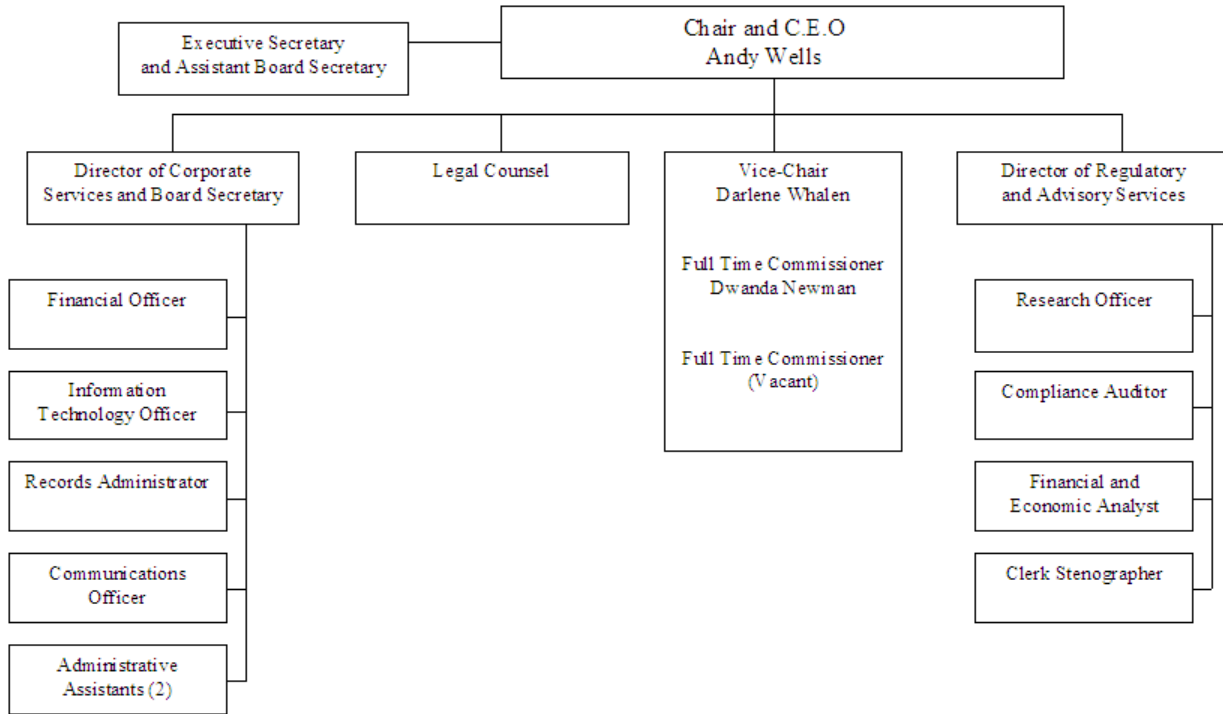 Chair and C.E.O
Andy Wells
Executive Secretary
and Assistant Board Secretary
Director of Corporate
Services and Board Secretary
Legal Counsel
Vice-Chair
Darlene Whalen
Full Time Commissioner
Dwanda Newman
Full Time Commissioner
(Vacant)
Director of Regulatory
and Advisory Services
Financial Officer
Information
Technology Officer
Records Administrator
Communications
Officer
Administrative
Assistants (2)
Research Officer
Compliance Auditor
Financial and
Economic Analyst
Clerk Stenographer